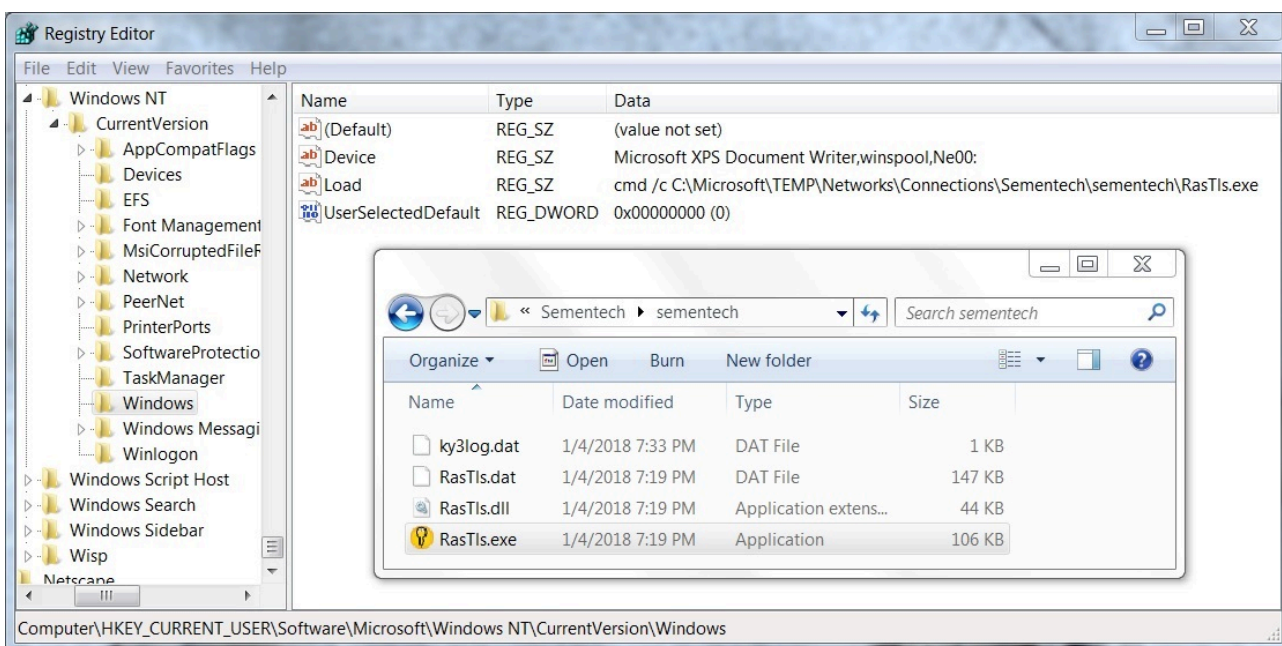 Registry Editor
File Edit View Favorites Help
Windows NT
CurrentVersion
AppCompatFlags
Devices
EFS
Font Management
MsiCorruptedFileR
Network
PeerNet
PrinterPorts
SoftwareProtectio
TaskManager
Windows
Windows Messagi
Winlogon
Windows Script Host
Windows Search
Windows Sidebar
Wisp
Netscape
Name Type Data
(Default) REG_SZ (value not set)
Device REG_SZ Microsoft XPS Document Writer,winspool,Ne00:
Load REG_SZ cmd /c C:\Microsoft\TEMP\Networks\Connections\Sementech\sementech\RasTls.exe
UserSelectedDefault REG_DWORD 0x00000000 (0)
« Sementech sementech Search sementech
Organize Open Burn New folder
Name Date modified Type Size
ky3log.dat 1/4/2018 7:33 PM DAT File 1 KB
RasTls.dat 1/4/2018 7:19 PM DAT File 147 KB
RasTls.dll 1/4/2018 7:19 PM Application extens... 44 KB
RasTls.exe 1/4/2018 7:19 PM Application 106 KB
Computer\HKEY_CURRENT_USER\Software\Microsoft\Windows NT\CurrentVersion\Windows